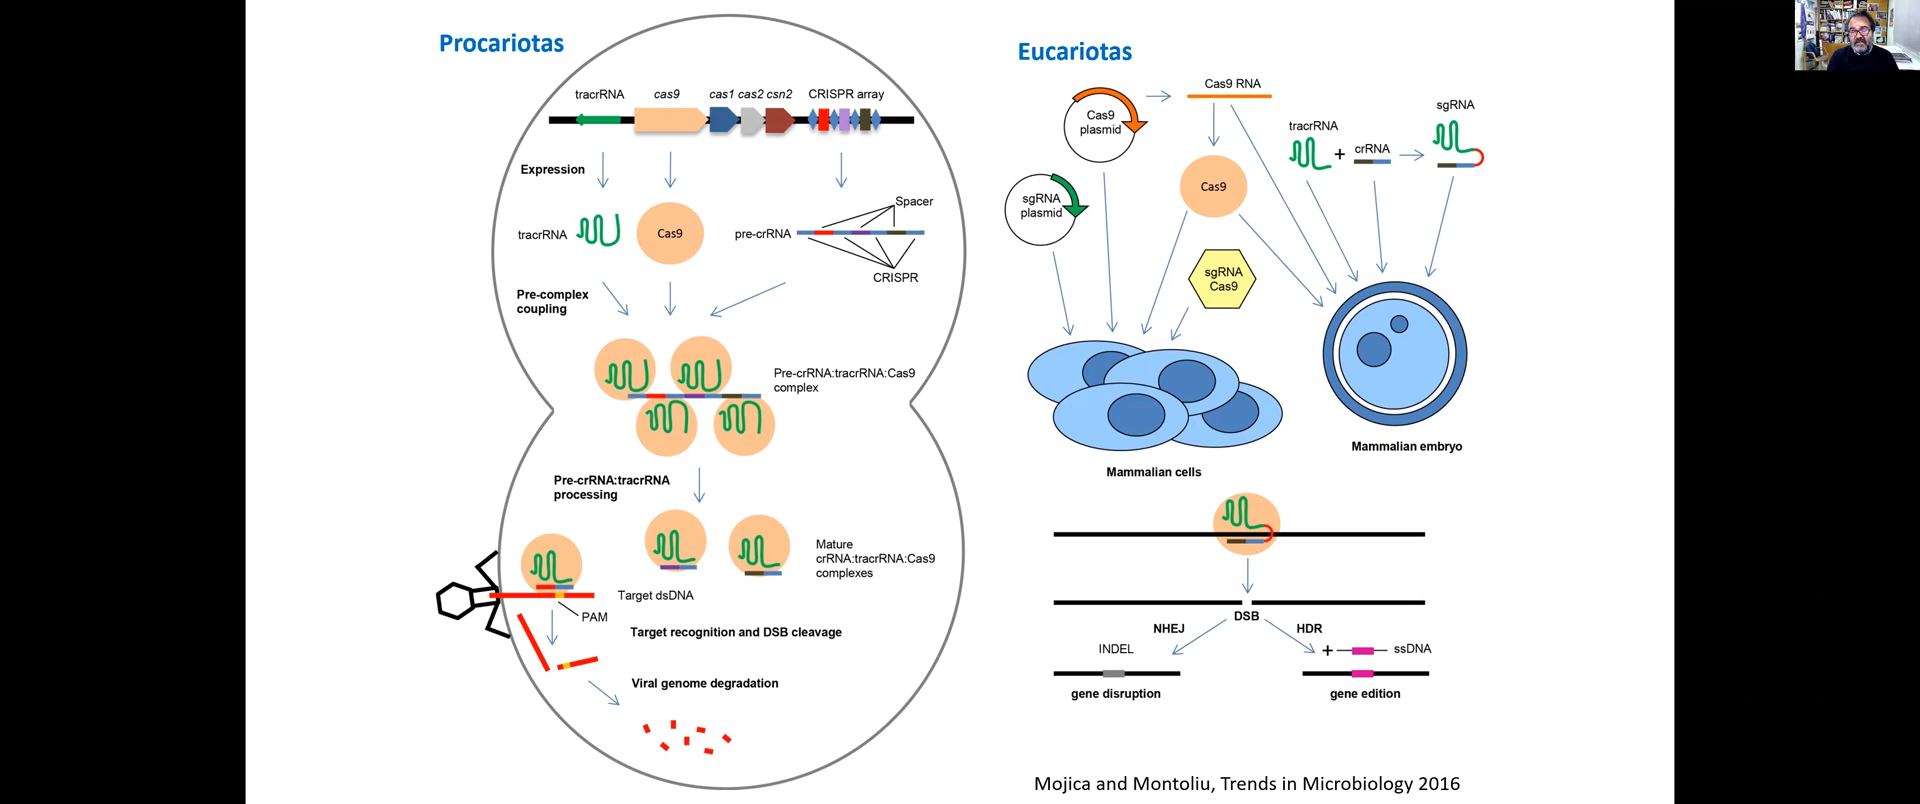 Procariotas
tracrRNA
cas9
cas1 cas2 csn2
CRISPR array
Expression
tracrRNA
Cas9
pre-crRNA
Spacer
CRISPR
Pre-complex
coupling
Pre-crRNA:tracrRNA:Cas9
complex
Pre-crRNA:tracrRNA
processing
Mature
crRNA:tracrRNA:Cas9
complexes
Target dsDNA
PAM
Target recognition and DSB cleavage
Viral genome degradation
Eucariotas
Cas9
plasmid
Cas9 RNA
sgRNA
tracrRNA
+
crRNA
sgRNA
plasmid
Cas9
sgRNA
Cas9
Mammalian embryo
Mammalian cells
DSB
NHEJ
HDR
INDEL
+
ssDNA
gene disruption
gene edition
Mojica and Montoliu, Trends in Microbiology 2016